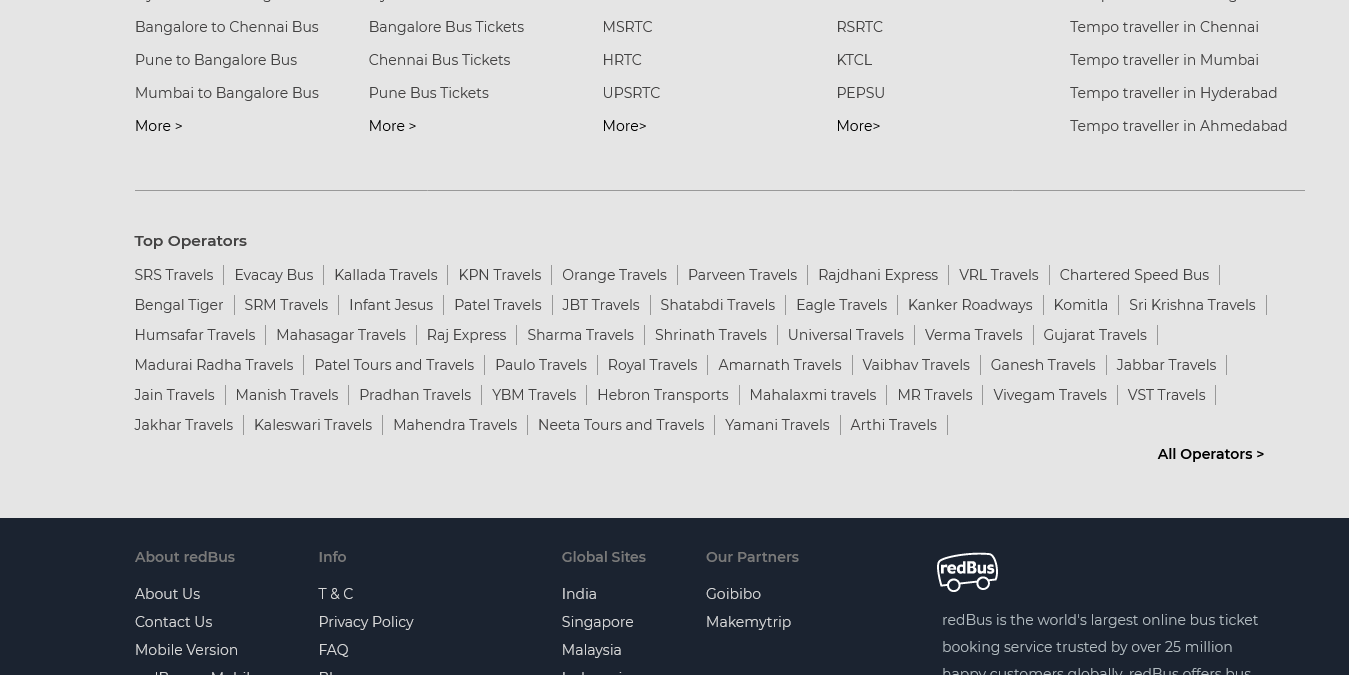 Bangalore to Chennai Bus Bangalore Bus Tickets MSRTC RSRTC Tempo traveller in Chennai
Pune to Bangalore Bus Chennai Bus Tickets HRTC KTCL Tempo traveller in Mumbai
Mumbai to Bangalore Bus Pune Bus Tickets UPSRTC PEPSU Tempo traveller in Hyderabad
More > More > More> More> Tempo traveller in Ahmedabad
Top Operators
SRS Travels Evacay Bus Kallada Travels KPN Travels Orange Travels Parveen Travels Rajdhani Express VRL Travels Chartered Speed Bus
Bengal Tiger SRM Travels Infant Jesus Patel Travels JBT Travels Shatabdi Travels Eagle Travels Kanker Roadways Komitla Sri Krishna Travels
Humsafar Travels Mahasagar Travels Raj Express Sharma Travels Shrinath Travels Universal Travels Verma Travels Gujarat Travels
Madurai Radha Travels Patel Tours and Travels Paulo Travels Royal Travels Amarnath Travels Vaibhav Travels Ganesh Travels Jabbar Travels
Jain Travels Manish Travels Pradhan Travels YBM Travels Hebron Transports Mahalaxmi travels MR Travels Vivegam Travels VST Travels
Jakhar Travels Kaleswari Travels Mahendra Travels Neeta Tours and Travels Yamani Travels Arthi Travels
All Operators >
About redBus Info Global Sites Our Partners
redBus
About Us T & C India Goibibo
Contact Us Privacy Policy Singapore Makemytrip
Mobile Version FAQ Malaysia
redBus is the world's largest online bus ticket
booking service trusted by over 25 million
happy customers globally. redBus offers bus